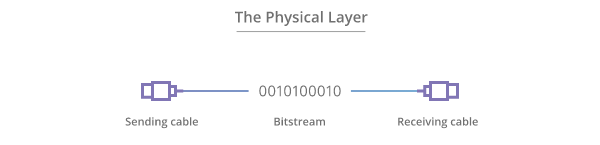 The Physical Layer
0010100010
Sending cable
Bitstream
Receiving cable